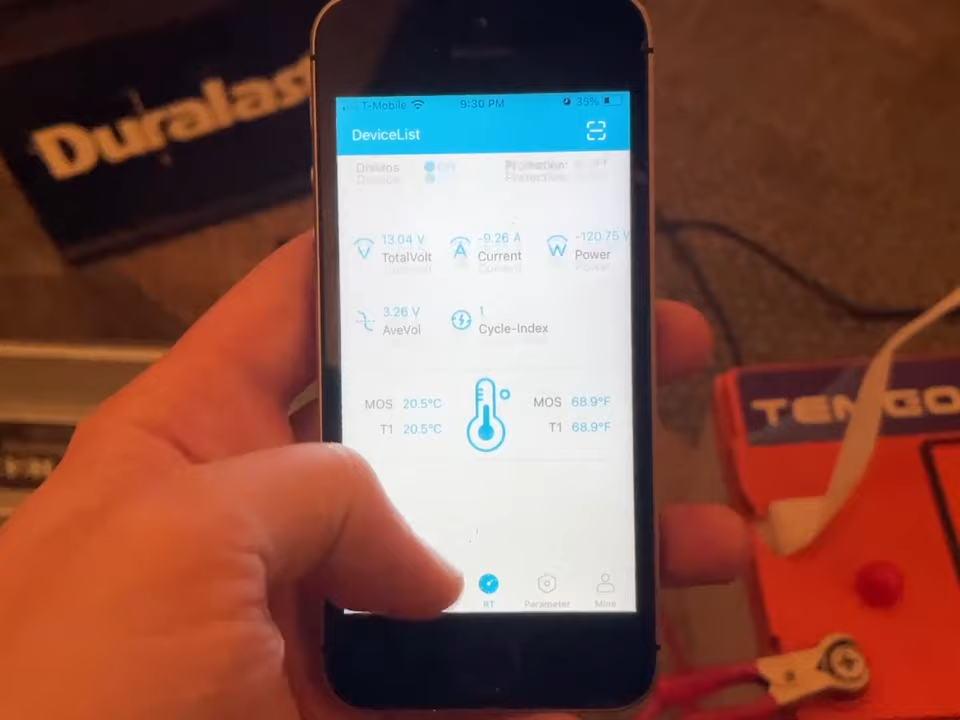 Duralast
T-Mobile 9:30 PM 35%
DeviceList
13.04 V -9.26 A -120.75 V
TotalVolt Current Power
3.26 V 1
AveVol Cycle-Index
MOS 20.5°C MOS 68.9°F
T1 20.5°C T1 68.9°F
RT Parameter Mine